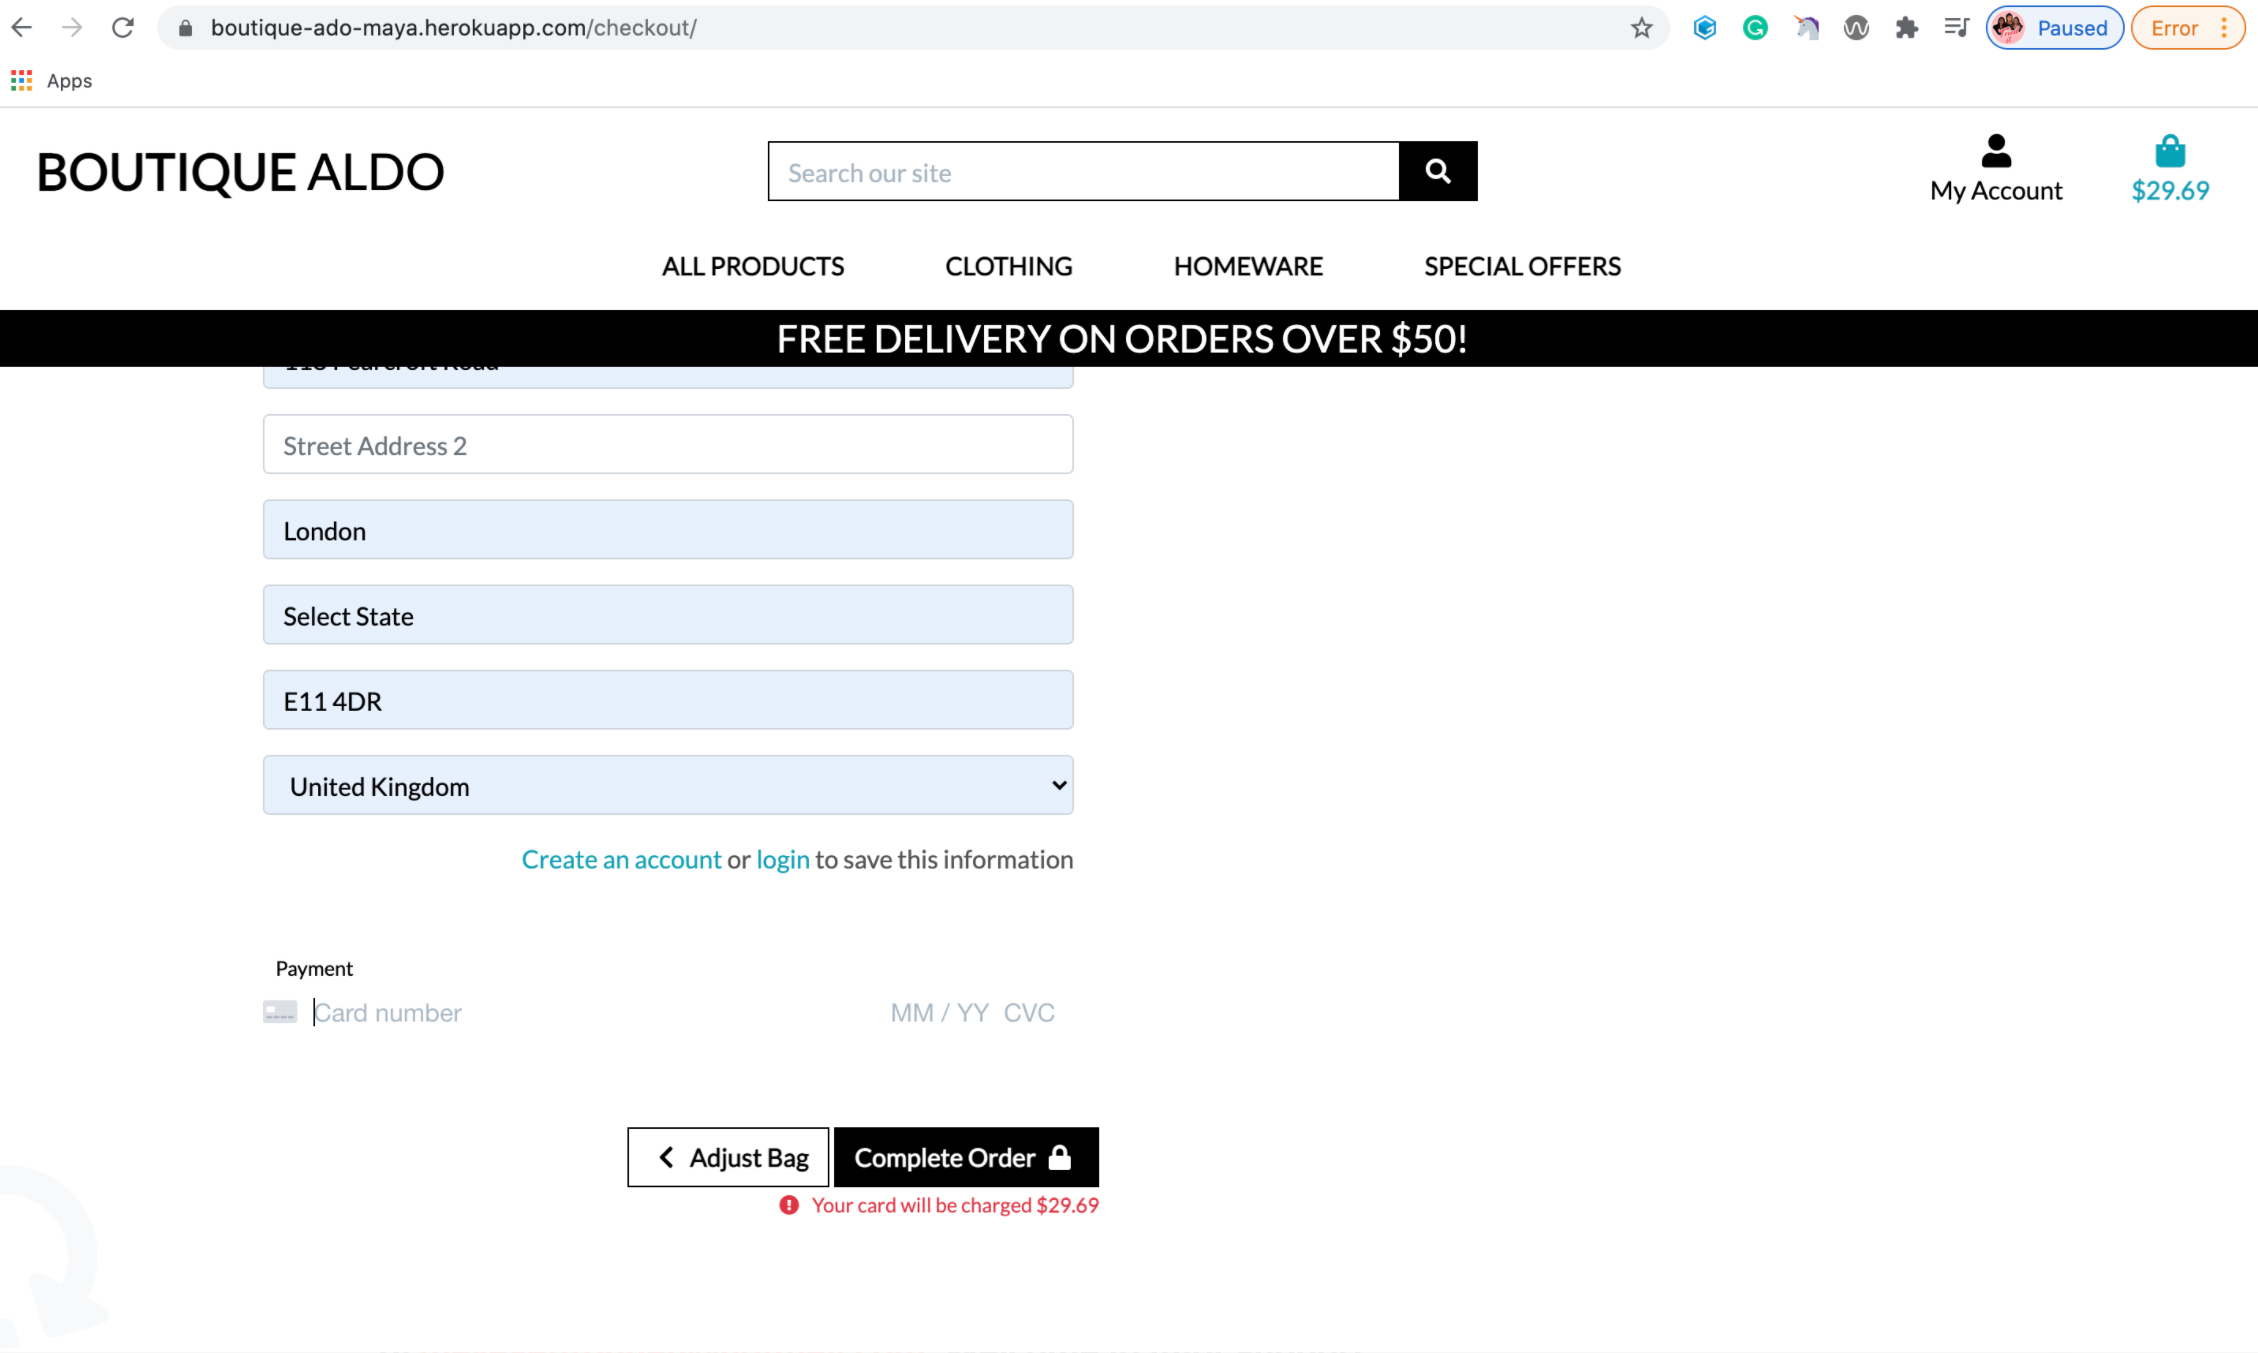 boutique-ado-maya.herokuapp.com/checkout/
Paused
Error
Apps
BOUTIQUE ALDO
Search our site
My Account
$29.69
ALL PRODUCTS CLOTHING HOMEWARE SPECIAL OFFERS
FREE DELIVERY ON ORDERS OVER $50!
Road
Street Address 2
London
Select State
E11 4DR
United Kingdom
Create an account or login to save this information
Payment
Card number MM / YY CVC
Adjust Bag
Complete Order
Your card will be charged $29.69